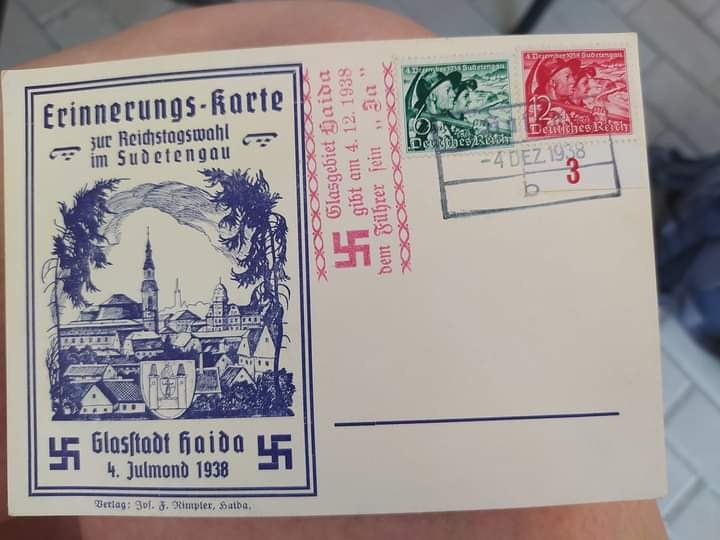 Erinnerungs-Karte
zur Reichstagswahl
im Sudetengau
Glasstadt Haida
4. Julmond 1938
Verlag: Jos. F. Rimpler, Haida.
Glasgebiet Haida
gibt am 4. 12. 1938
dem Führer sein „Ja“
4. Dezember 1938 Sudetengau
6
Deutsches Reich
4. Dezember 1938 Sudetengau
12
Deutsches Reich
-4 DEZ 1938
b
3